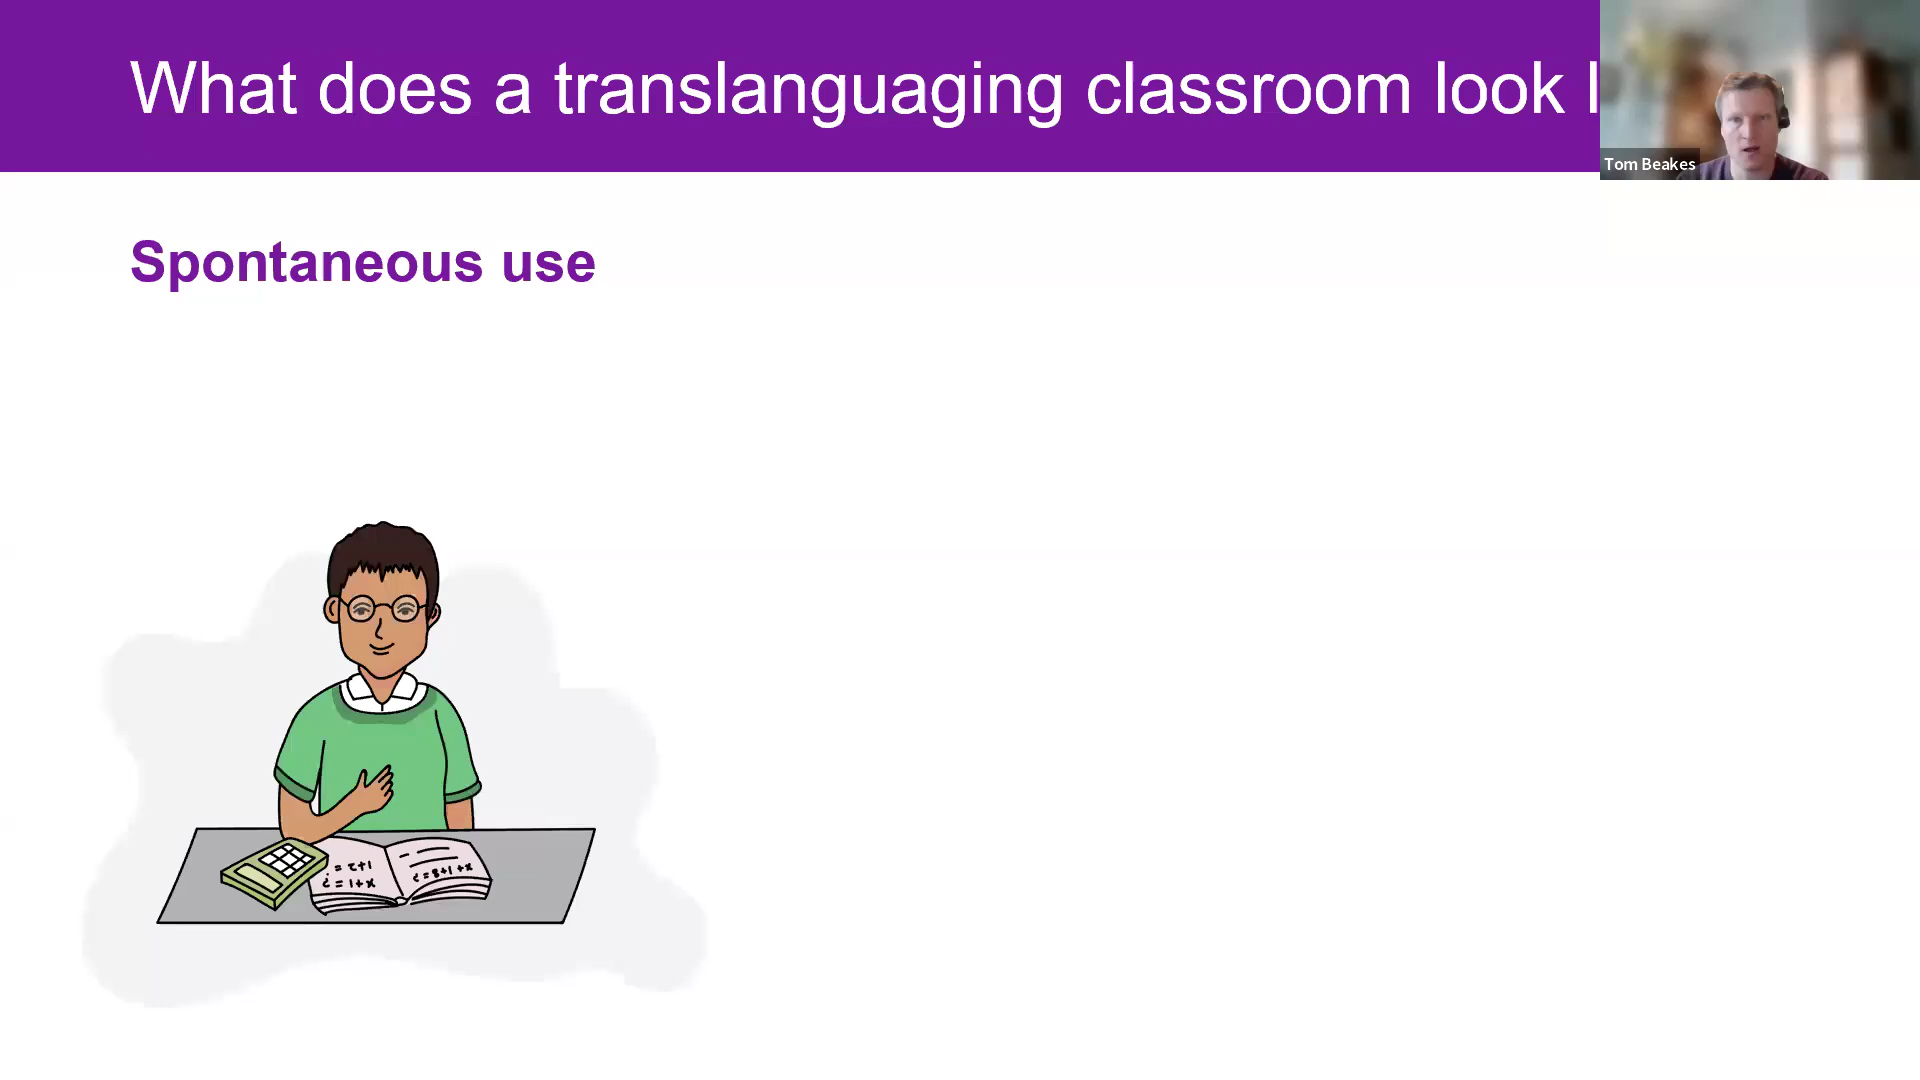 What does a translanguaging classroom look l
Tom Beakes
Spontaneous use